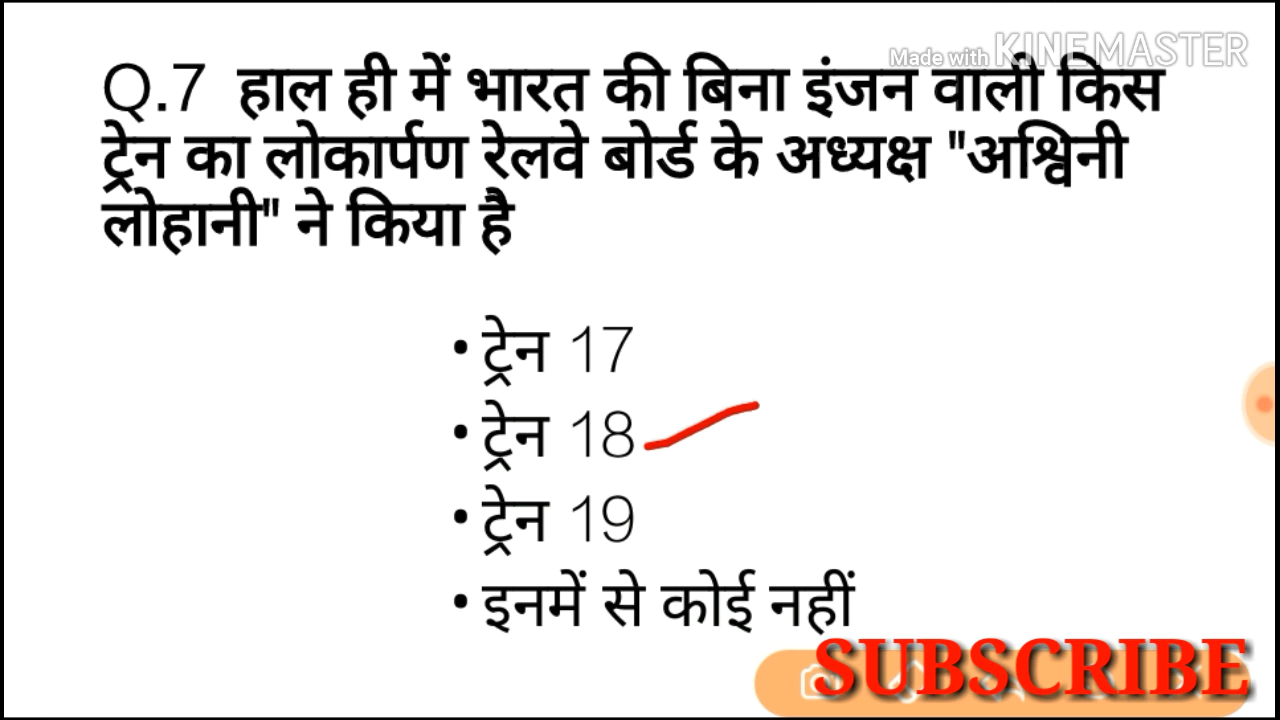 Made with KINEMASTER
Q.7 हाल ही में भारत की बिना इंजन वाली किस
ट्रेन का लोकार्पण रेलवे बोर्ड के अध्यक्ष "अश्विनी
लोहानी" ने किया है
• ट्रेन 17
• ट्रेन 18
• ट्रेन 19
• इनमें से कोई नहीं
SUBSCRIBE